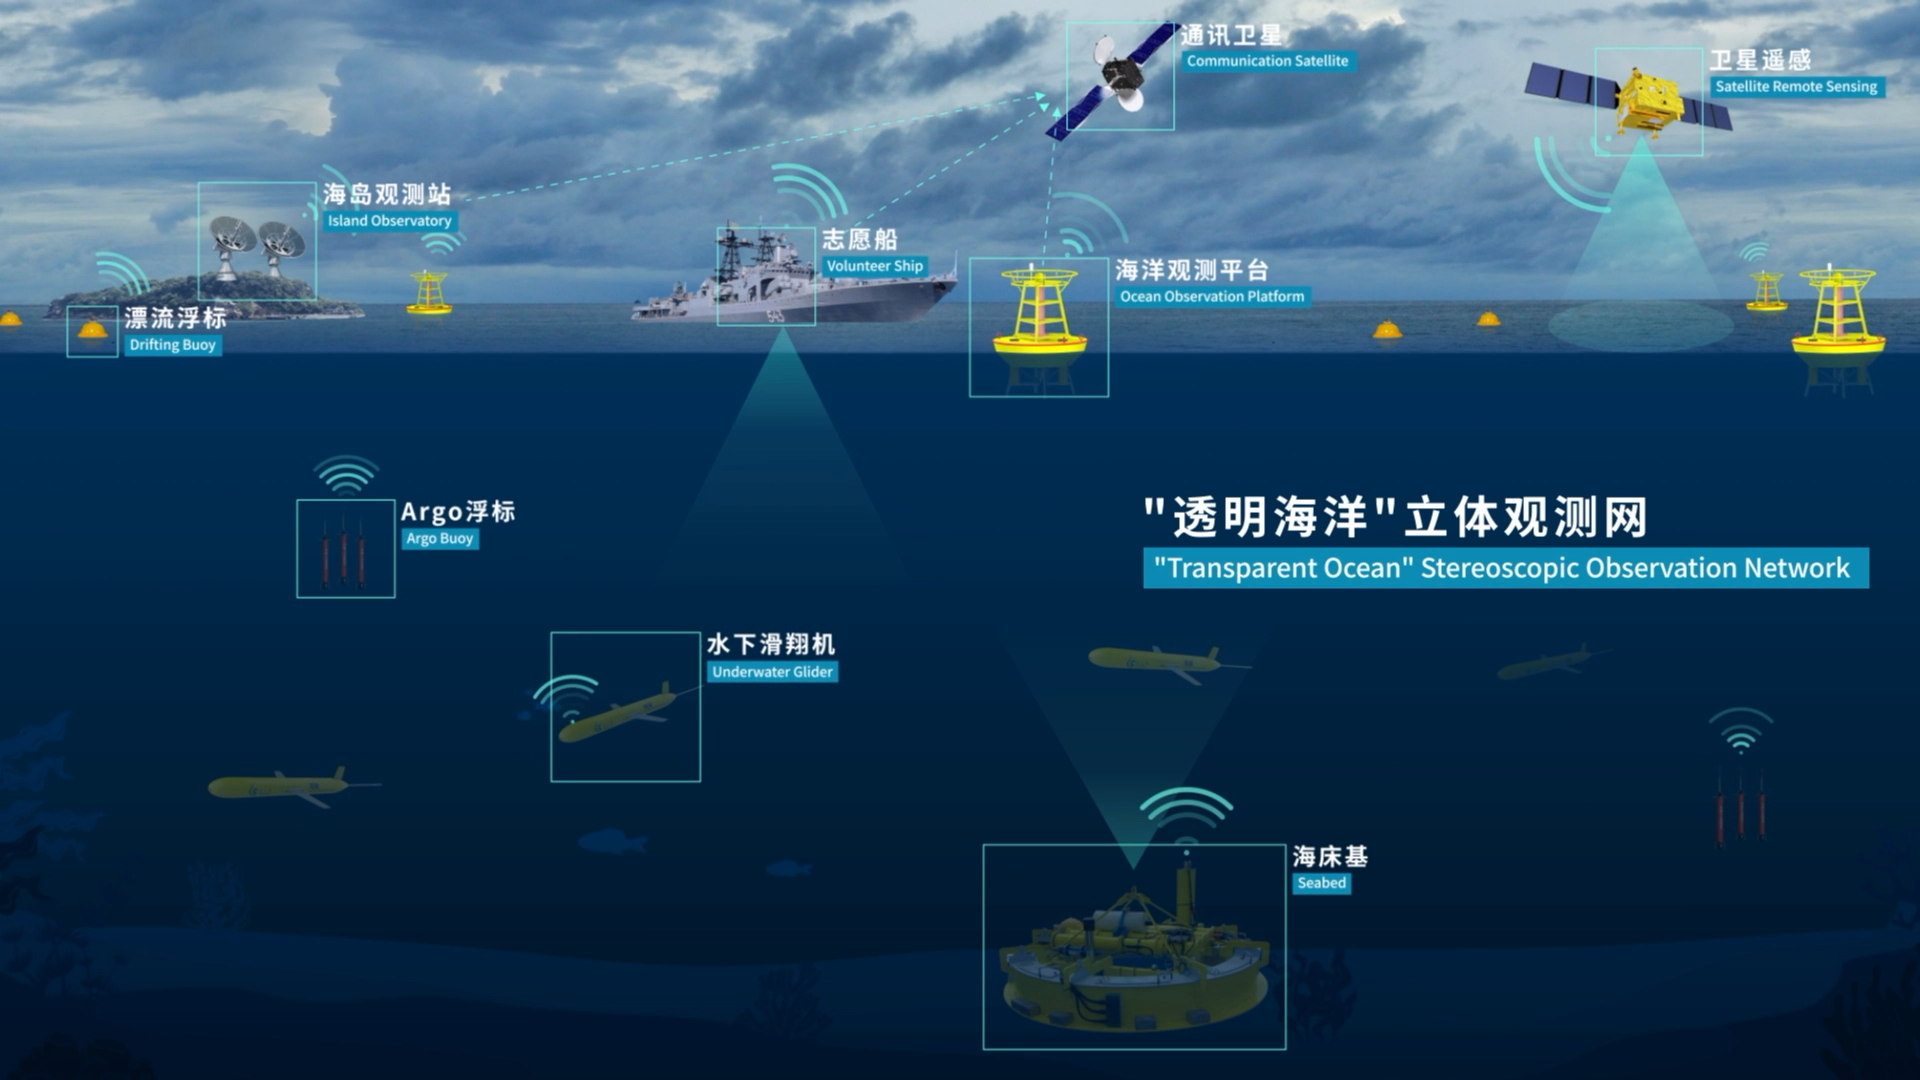 通讯卫星
Communication Satellite
卫星遥感
Satellite Remote Sensing
海岛观测站
Island Observatory
志愿船
Volunteer Ship
海洋观测平台
Ocean Observation Platform
漂流浮标
Drifting Buoy
543
Argo浮标
Argo Buoy
"透明海洋"立体观测网
"Transparent Ocean" Stereoscopic Observation Network
水下滑翔机
Underwater Glider
海床基
Seabed